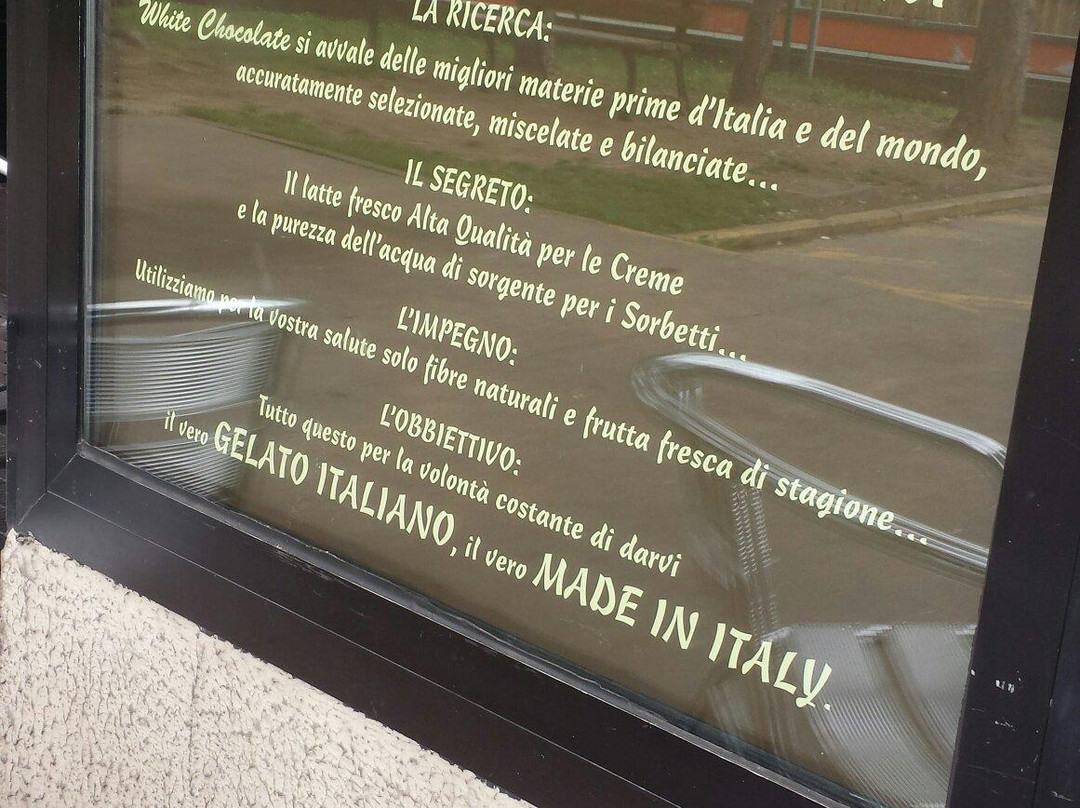 LA RICERCA:
White Chocolate si avvale delle migliori materie prime d'Italia e del mondo,
accuratamente selezionate, miscelate e bilanciate...
IL SEGRETO:
Il latte fresco Alta Qualità per le Creme
e la purezza dell'acqua di sorgente per i Sorbetti...
L'IMPEGNO:
Utilizziamo per la vostra salute solo fibre naturali e frutta fresca di stagione...
L'OBBIETTIVO:
Tutto questo per la volontà costante di darvi
il vero GELATO ITALIANO, il vero MADE IN ITALY.